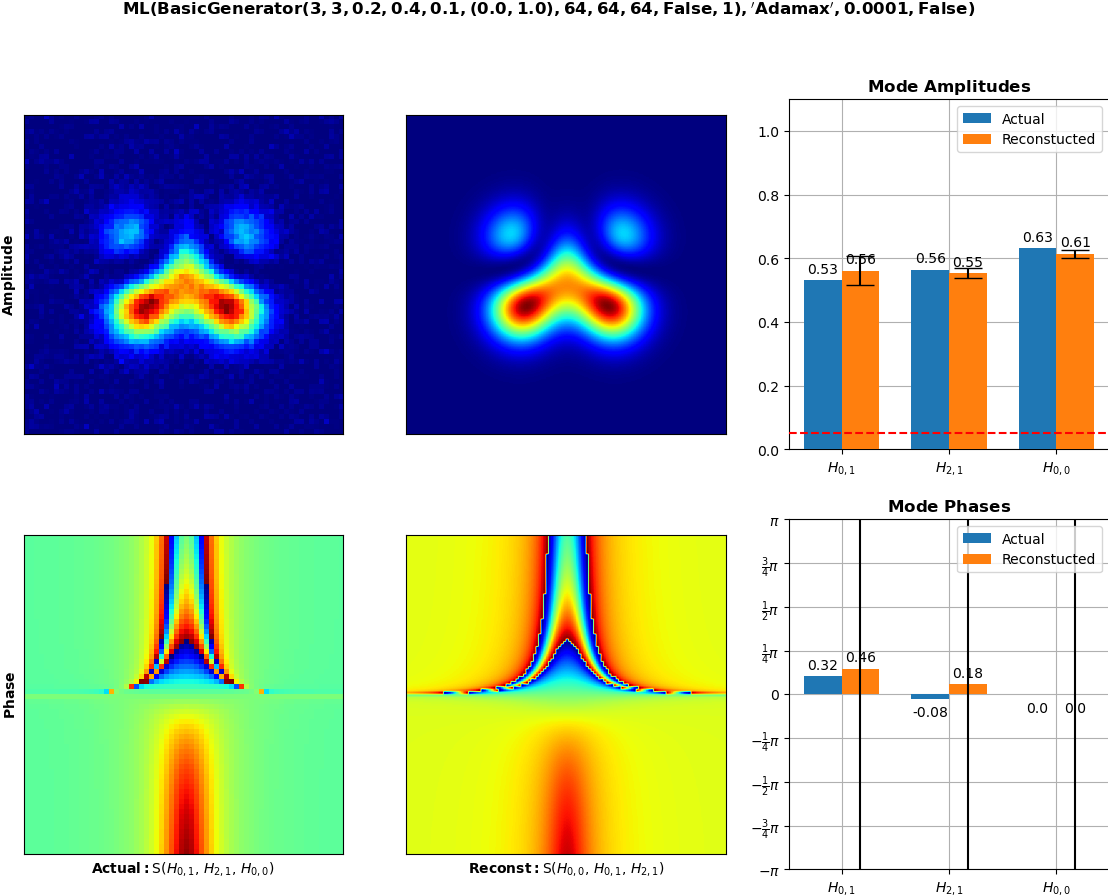 ML(BasicGenerator(3, 3, 0.2, 0.4, 0.1, (0.0, 1.0), 64, 64, 64, False, 1), 'Adamax', 0.0001, False)
Amplitude
Mode Amplitudes
Actual
Reconstucted
1.0
0.8
0.6
0.4
0.2
0.0
0.53
0.56
0.56
0.55
0.63
0.61
H0,1
H2,1
H0,0
Phase
Actual: S(H0,1, H2,1, H0,0)
Reconst: S(H0,0, H0,1, H2,1)
Mode Phases
Actual
Reconstucted
π
3/4π
1/2π
1/4π
0
−1/4π
−1/2π
−3/4π
−π
0.32
0.46
-0.08
0.18
0.0
0.0
H0,1
H2,1
H0,0